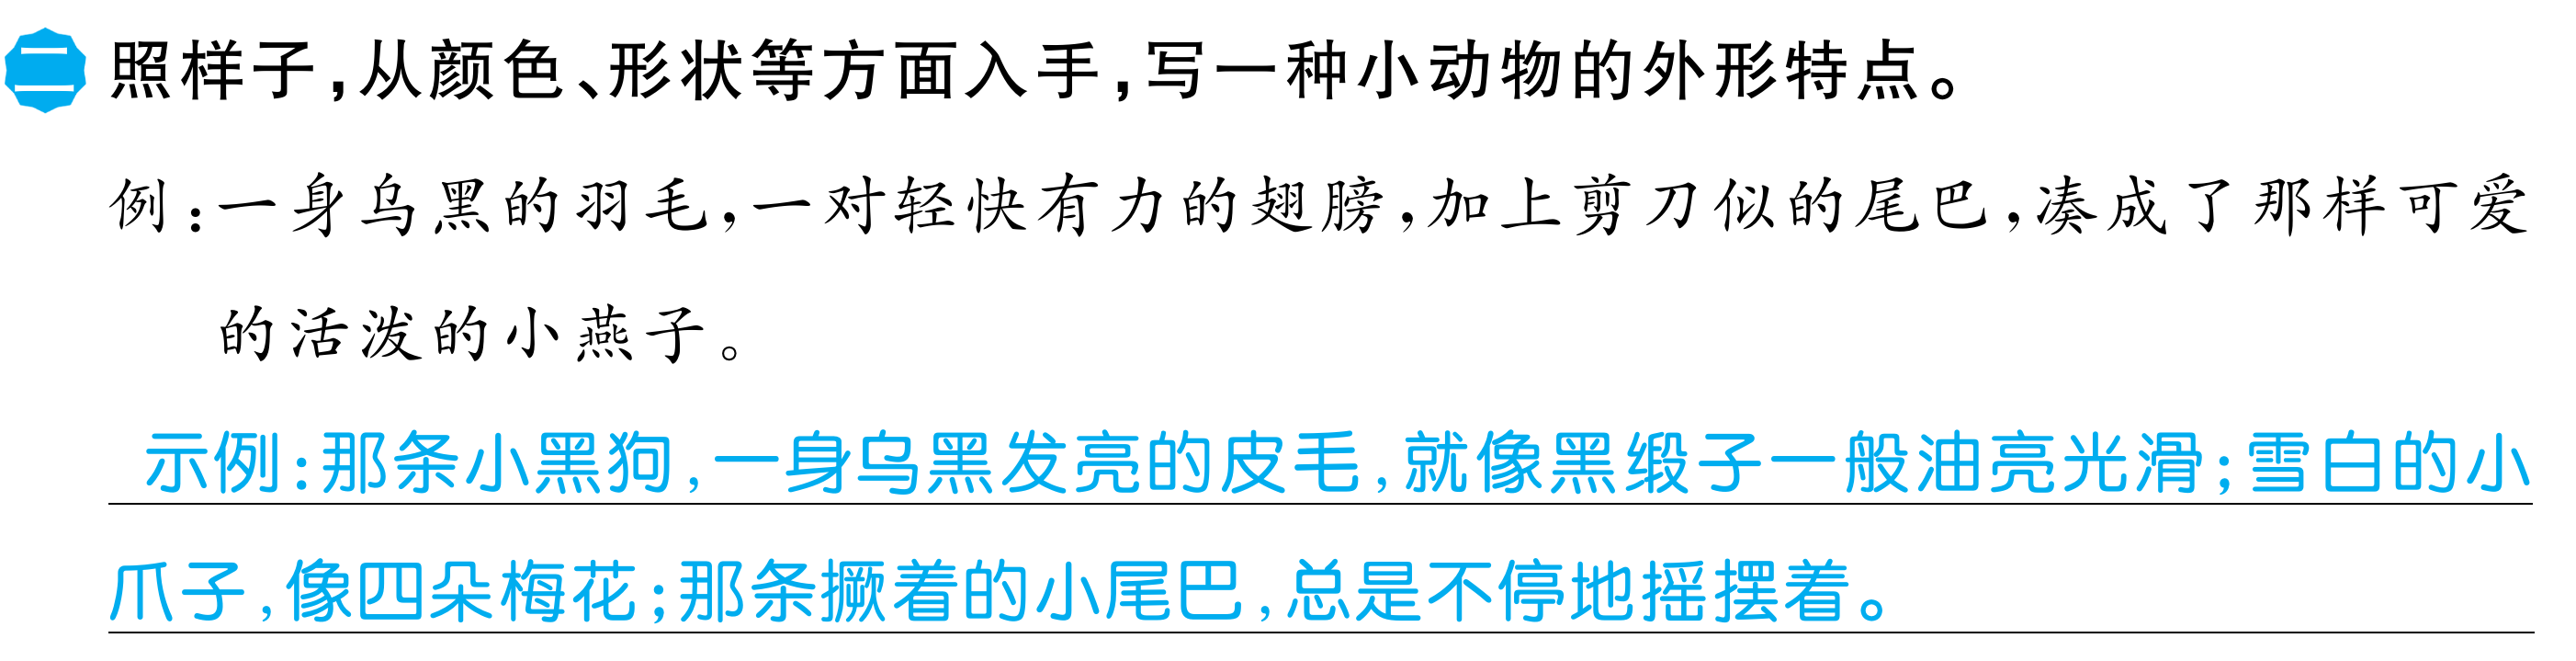 二 照样子,从颜色、形状等方面入手,写一种小动物的外形特点。
例:一身乌黑的羽毛,一对轻快有力的翅膀,加上剪刀似的尾巴,凑成了那样可爱
的活泼的小燕子。
示例:那条小黑狗,一身乌黑发亮的皮毛,就像黑缎子一般油亮光滑;雪白的小
爪子,像四朵梅花;那条撅着的小尾巴,总是不停地摇摆着。